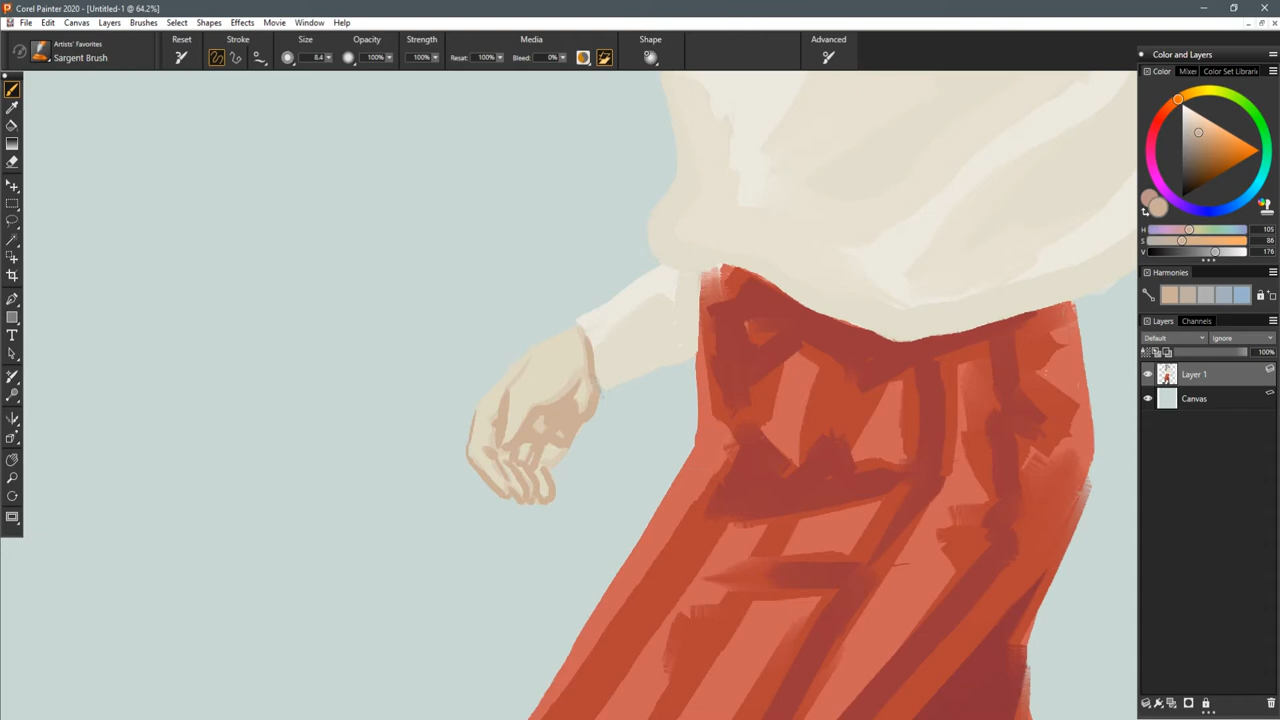 Corel Painter 2020 - [Untitled-1 @ 64.2%]
File Edit Canvas Layers Brushes Select Shapes Effects Movie Window Help
Artists' Favorites
Sargent Brush
Reset Stroke Size Opacity Strength Media Shape Advanced
8.4 100% 100% Resat: 100% Bleed: 0%
Color and Layers
Color Mixer Color Set Librari
H 105
S 86
V 176
Harmonies
Layers Channels
Default Ignore
100%
Layer 1
Canvas
T